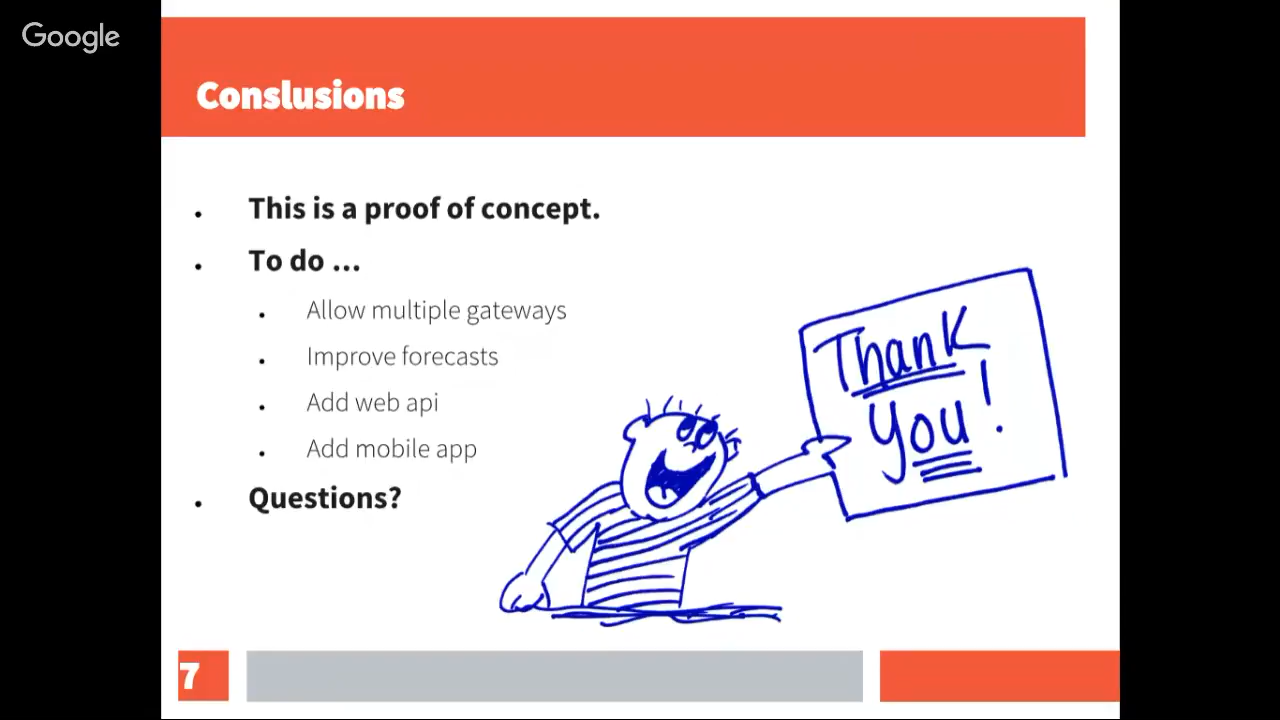 Google
Conslusions
This is a proof of concept.
To do ...
Allow multiple gateways
Improve forecasts
Add web api
Add mobile app
Questions?
Thank
You!
7